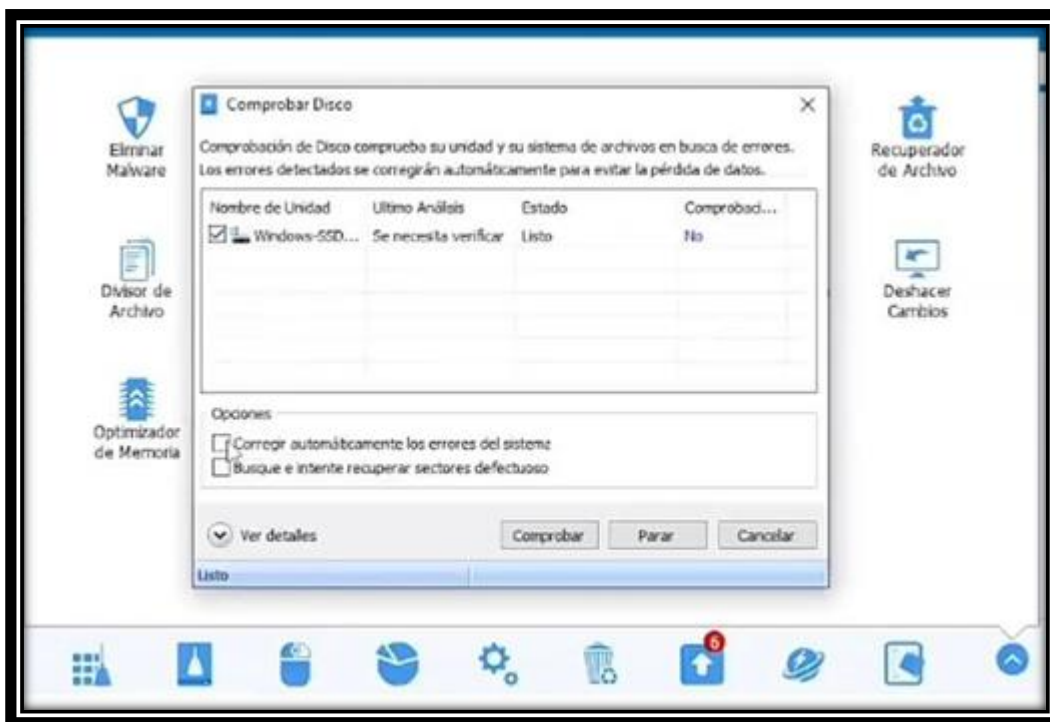 Comprobar Disco
Comprobación de Disco comprueba su unidad y su sistema de archivos en busca de errores.
Los errores detectados se corregirán automáticamente para evitar la pérdida de datos.
Nombre de Unidad Ultimo Análisis Estado Comprobad...
Windows-SSD... Se necesita verificar Listo No
Opciones
Corregir automáticamente los errores del sistema
Busque e intente recuperar sectores defectuoso
Ver detalles Comprobar Parar Cancelar
Listo
Eliminar
Malware
Divisor de
Archivo
Optimizador
de Memoria
Recuperador
de Archivo
Deshacer
Cambios
6